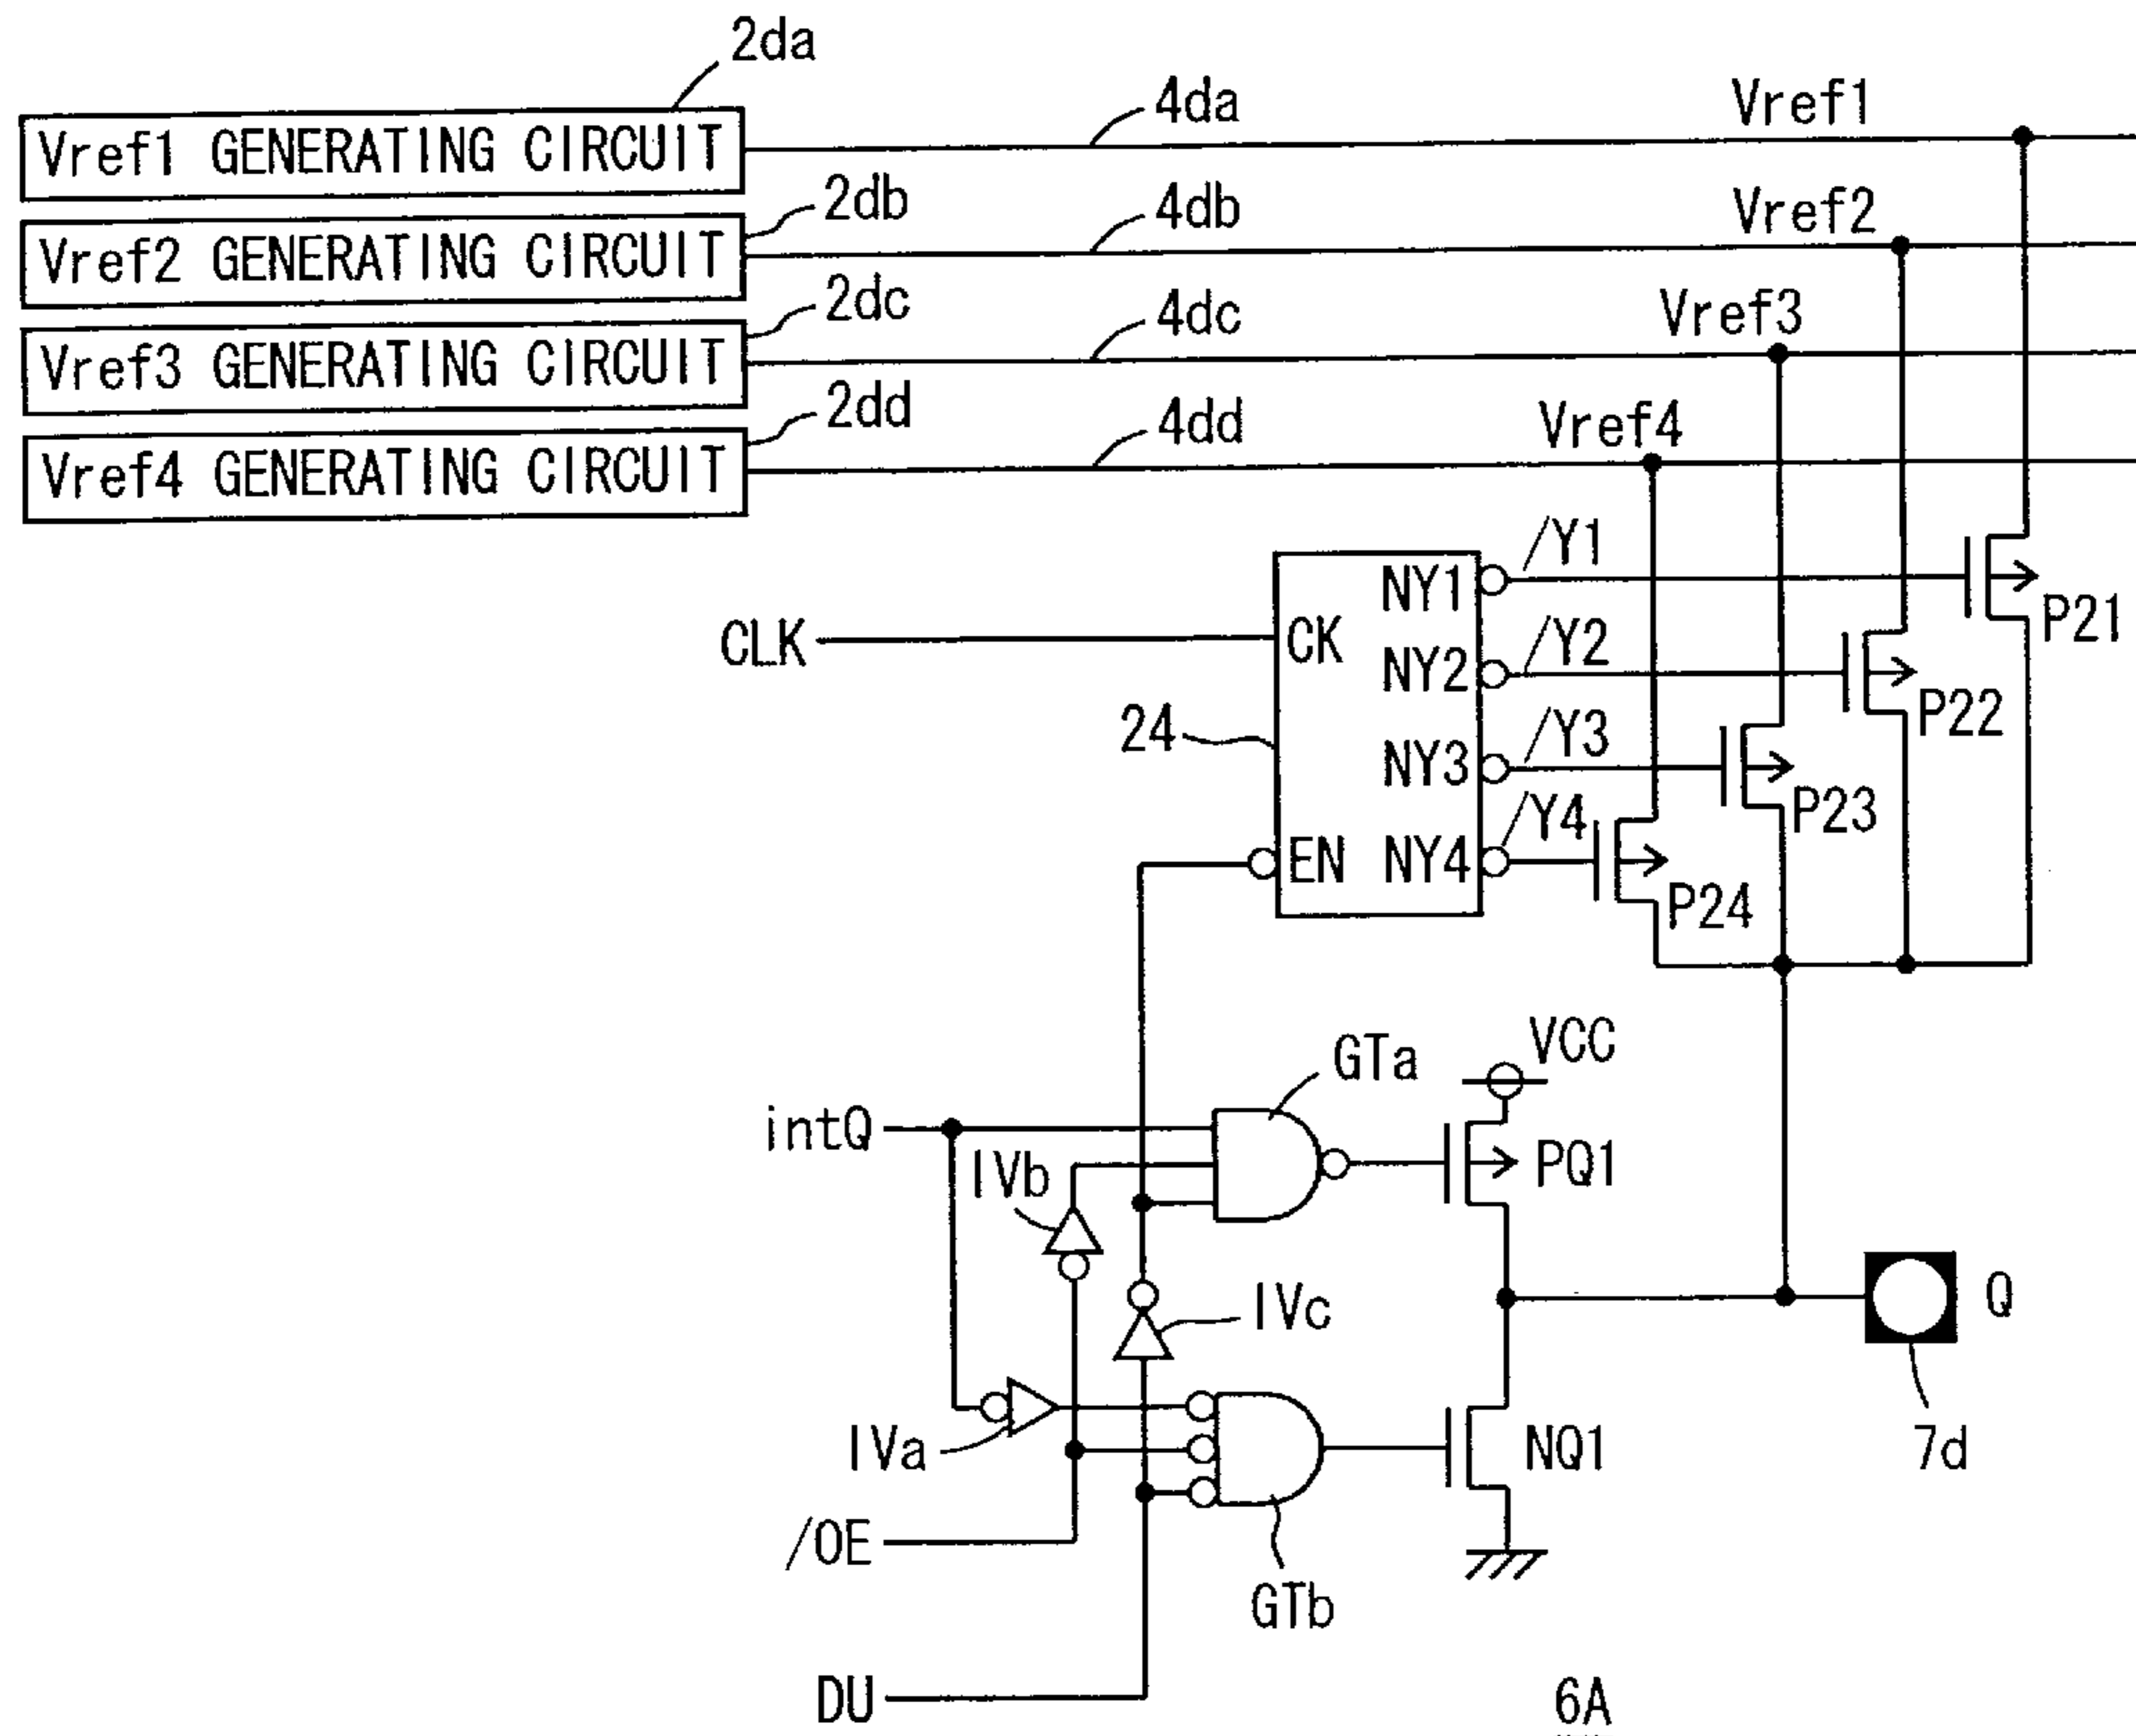 2da
Vref1 GENERATING CIRCUIT
4da
Vref1
2db
Vref2 GENERATING CIRCUIT
4db
Vref2
2dc
Vref3 GENERATING CIRCUIT
4dc
Vref3
2dd
Vref4 GENERATING CIRCUIT
4dd
Vref4
/Y1
NY1
P21
CLK
CK
/Y2
NY2
P22
24
/Y3
NY3
P23
/Y4
EN
NY4
P24
VCC
GTa
intQ
IVb
PQ1
IVc
Q
IVa
NQ1
7d
/OE
GTb
DU
6A